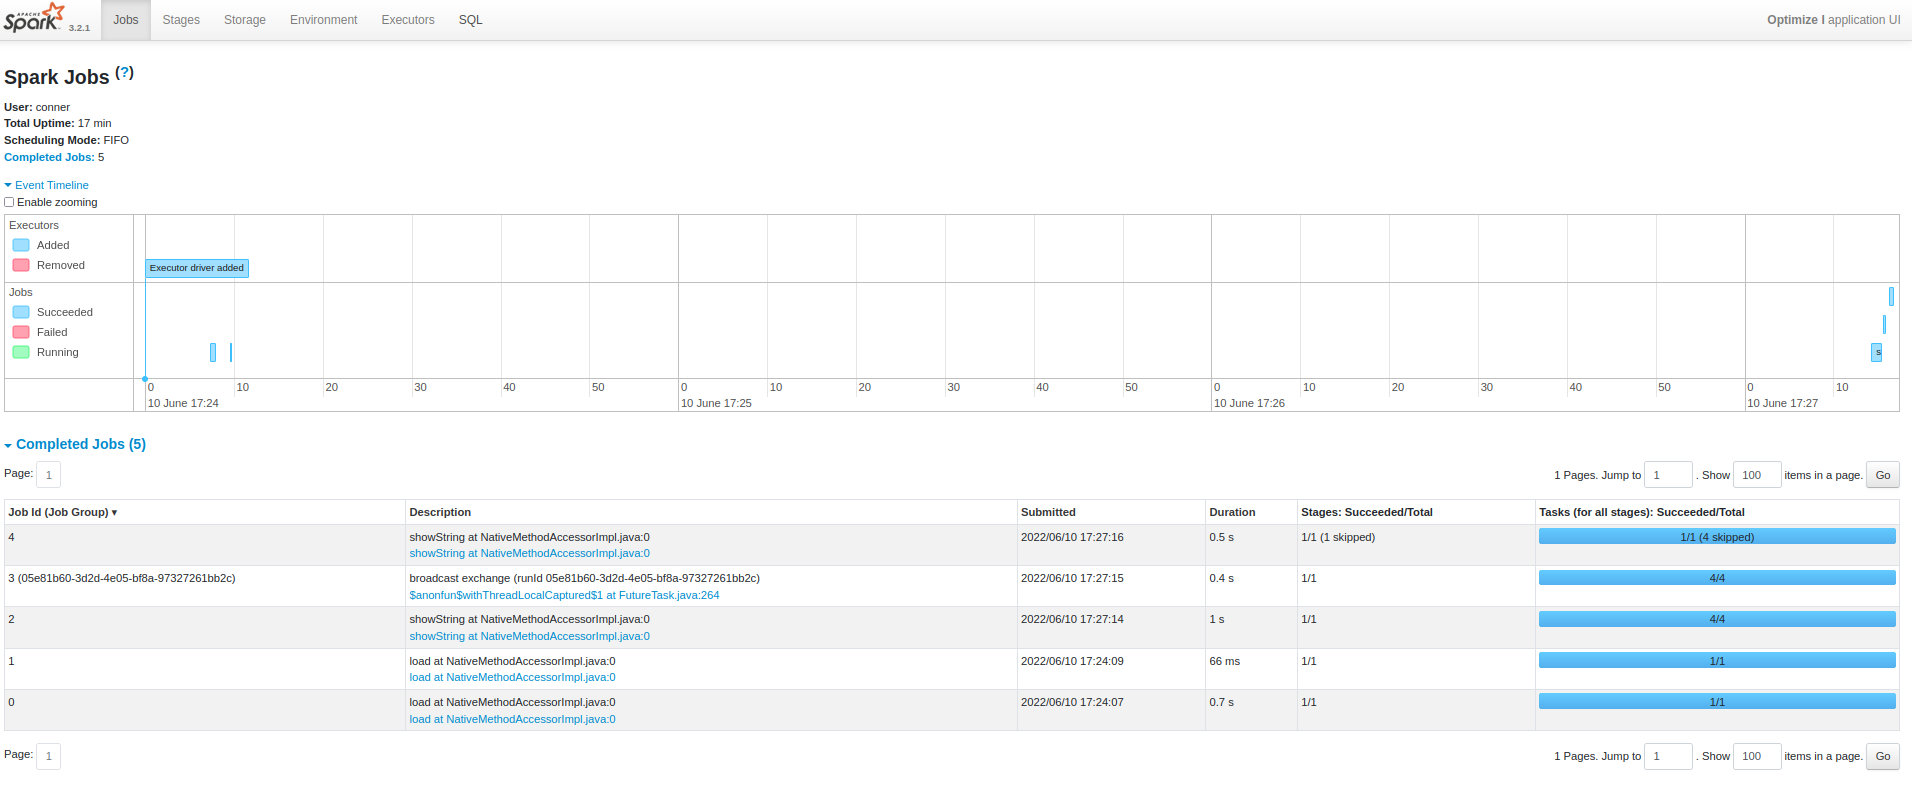 APACHE
Spark 3.2.1 Jobs Stages Storage Environment Executors SQL Optimize I application UI
Spark Jobs (?)
User: conner
Total Uptime: 17 min
Scheduling Mode: FIFO
Completed Jobs: 5
Event Timeline
Enable zooming
Executors
Added
Removed
Executor driver added
Jobs
Succeeded
Failed
Running
s
0 10 20 30 40 50 0 10 20 30 40 50 0 10 20 30 40 50 0 10
10 June 17:24 10 June 17:25 10 June 17:26 10 June 17:27
Completed Jobs (5)
Page: 1 1 Pages. Jump to 1 . Show 100 items in a page. Go
Job Id (Job Group) ▾ Description Submitted Duration Stages: Succeeded/Total Tasks (for all stages): Succeeded/Total
4 showString at NativeMethodAccessorImpl.java:0 2022/06/10 17:27:16 0.5 s 1/1 (1 skipped) 1/1 (4 skipped)
showString at NativeMethodAccessorImpl.java:0
3 (05e81b60-3d2d-4e05-bf8a-97327261bb2c) broadcast exchange (runId 05e81b60-3d2d-4e05-bf8a-97327261bb2c) 2022/06/10 17:27:15 0.4 s 1/1 4/4
$anonfun$withThreadLocalCaptured$1 at FutureTask.java:264
2 showString at NativeMethodAccessorImpl.java:0 2022/06/10 17:27:14 1 s 1/1 4/4
showString at NativeMethodAccessorImpl.java:0
1 load at NativeMethodAccessorImpl.java:0 2022/06/10 17:24:09 66 ms 1/1 1/1
load at NativeMethodAccessorImpl.java:0
0 load at NativeMethodAccessorImpl.java:0 2022/06/10 17:24:07 0.7 s 1/1 1/1
load at NativeMethodAccessorImpl.java:0
Page: 1 1 Pages. Jump to 1 . Show 100 items in a page. Go